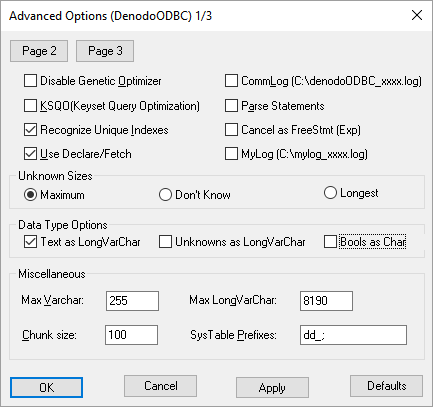 Advanced Options (DenodoODBC) 1/3
Page 2 Page 3
Disable Genetic Optimizer CommLog (C:\denodoODBC_xxxx.log)
KSQO(Keyset Query Optimization) Parse Statements
Recognize Unique Indexes Cancel as FreeStmt (Exp)
Use Declare/Fetch MyLog (C:\mylog_xxxx.log)
Unknown Sizes
Maximum Don't Know Longest
Data Type Options
Text as LongVarChar Unknowns as LongVarChar Bools as Char
Miscellaneous
Max Varchar: 255 Max LongVarChar: 8190
Chunk size: 100 SysTable Prefixes: dd_;
OK Cancel Apply Defaults